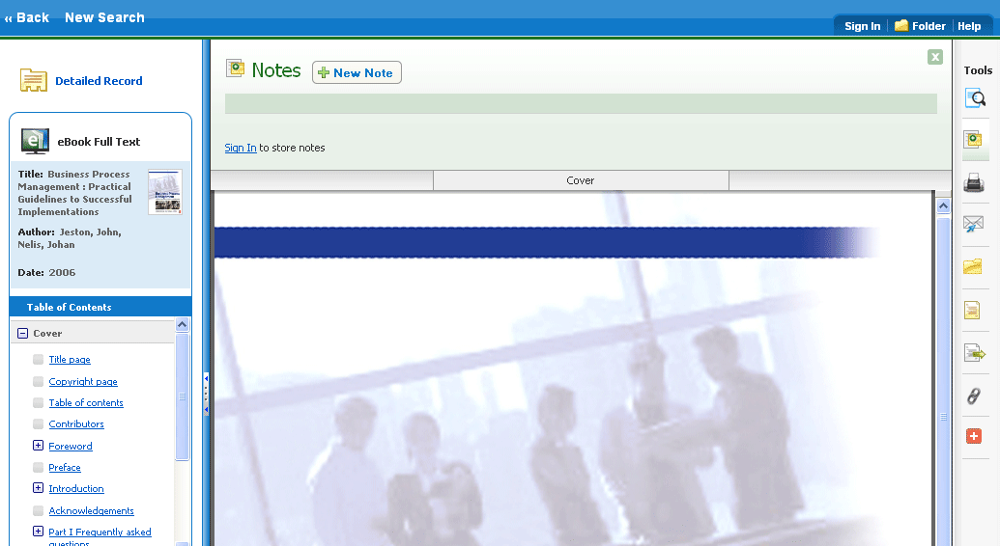 ‹‹ Back New Search
Sign In Folder Help
Detailed Record
eBook Full Text
Title: Business Process
Management : Practical
Guidelines to Successful
Implementations
Author: Jeston, John,
Nelis, Johan
Date: 2006
Table of Contents
Cover
Title page
Copyright page
Table of contents
Contributors
Foreword
Preface
Introduction
Acknowledgements
Part I Frequently asked
questions
Notes
New Note
Sign In to store notes
Cover
Tools